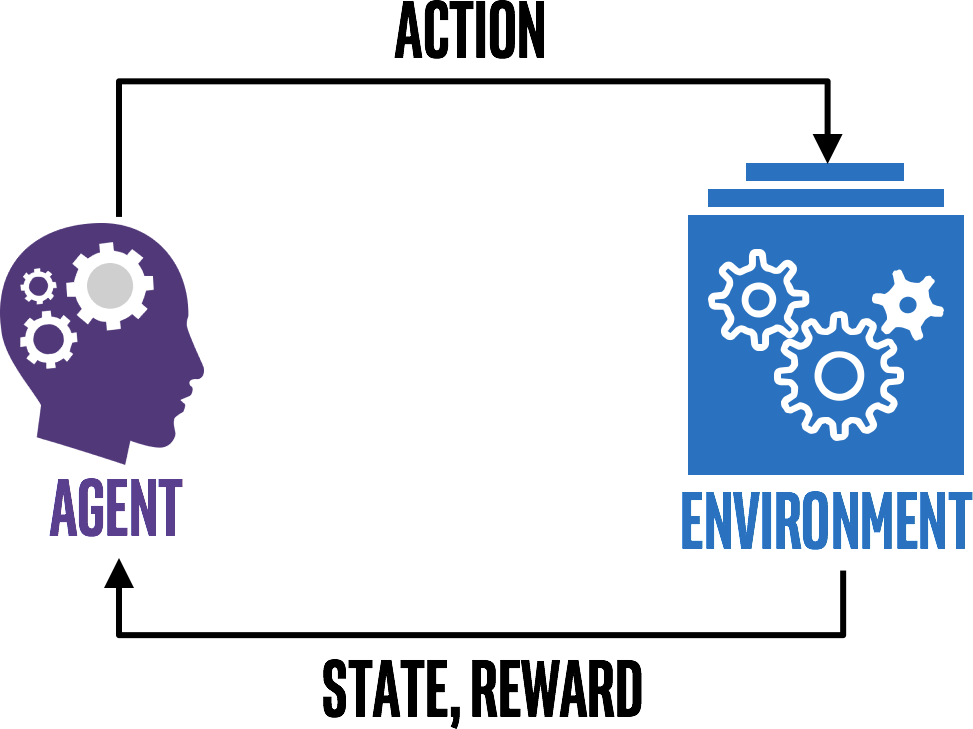 ACTION
AGENT
ENVIRONMENT
STATE, REWARD